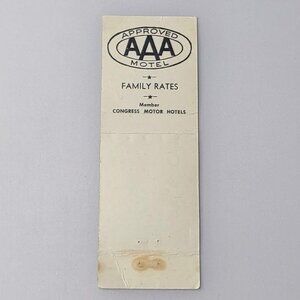 APPROVED
AAA
MOTEL
FAMILY RATES
Member
CONGRESS MOTOR HOTELS